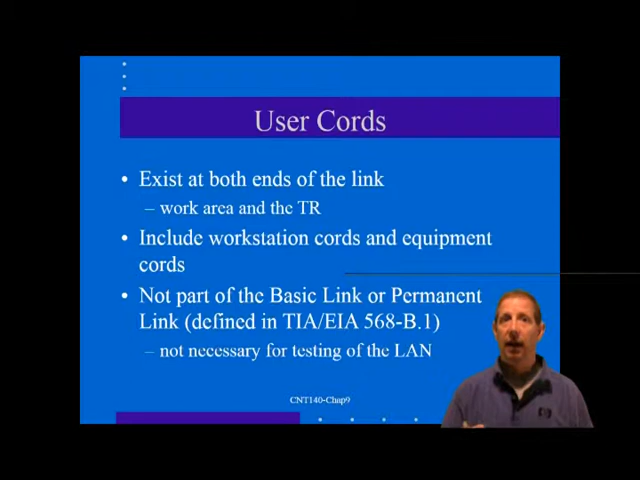 User Cords
• Exist at both ends of the link
– work area and the TR
• Include workstation cords and equipment
cords
• Not part of the Basic Link or Permanent
Link (defined in TIA/EIA 568-B.1)
– not necessary for testing of the LAN
CNT140-Chap9